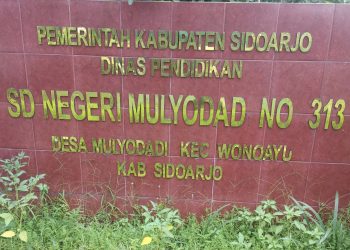 PEMERINTAH KABUPATEN SIDOARJO
DINAS PENDIDIKAN
SD NEGERI MULYODAD NO 313
DESA MULYODADI KEC WONOAYU
KAB SIDOARJO